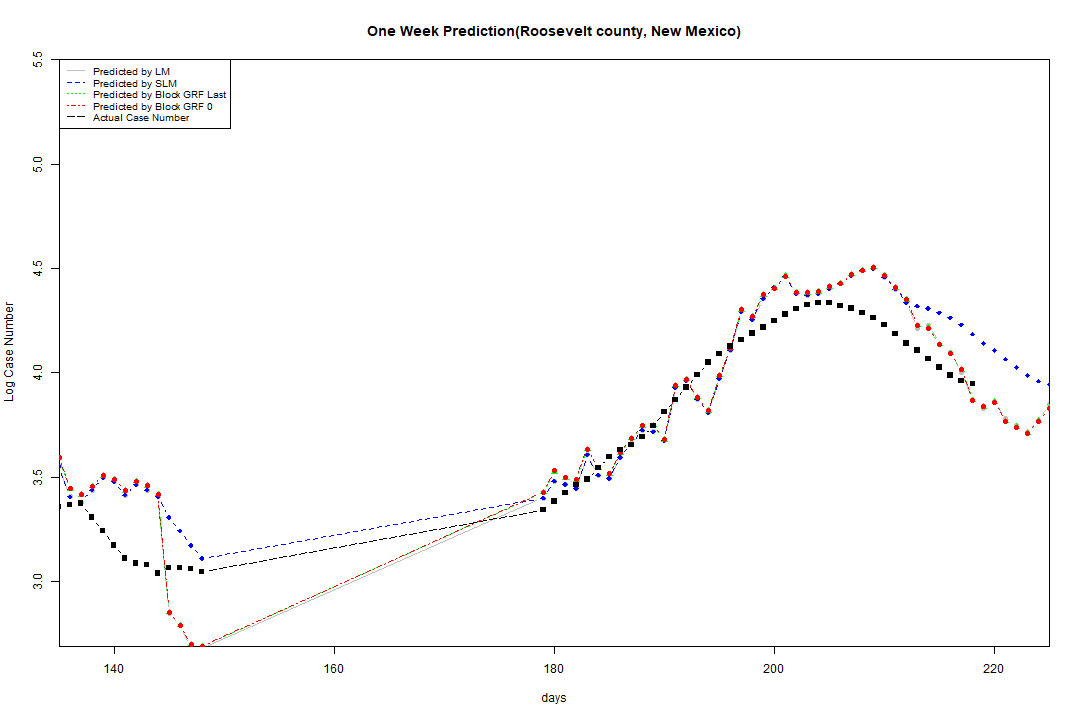 One Week Prediction(Roosevelt county, New Mexico)
Predicted by LM
Predicted by SLM
Predicted by Block GRF Last
Predicted by Block GRF 0
Actual Case Number
5.5
5.0
4.5
4.0
3.5
3.0
Log Case Number
140 160 180 200 220
days